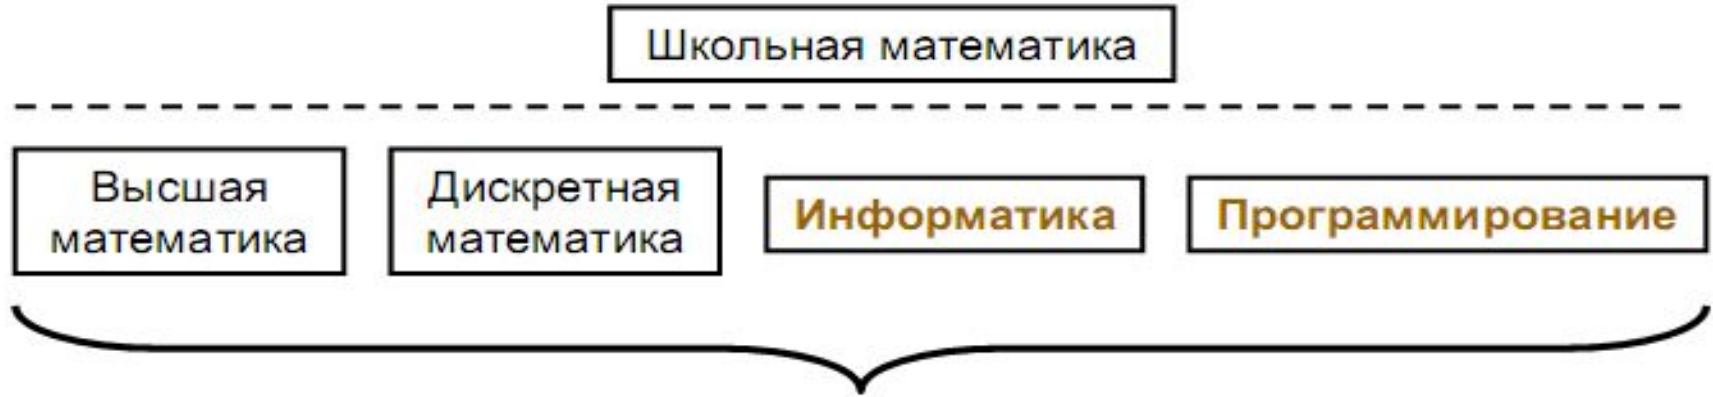 Школьная математика
Высшая
математика
Дискретная
математика
Информатика
Программирование